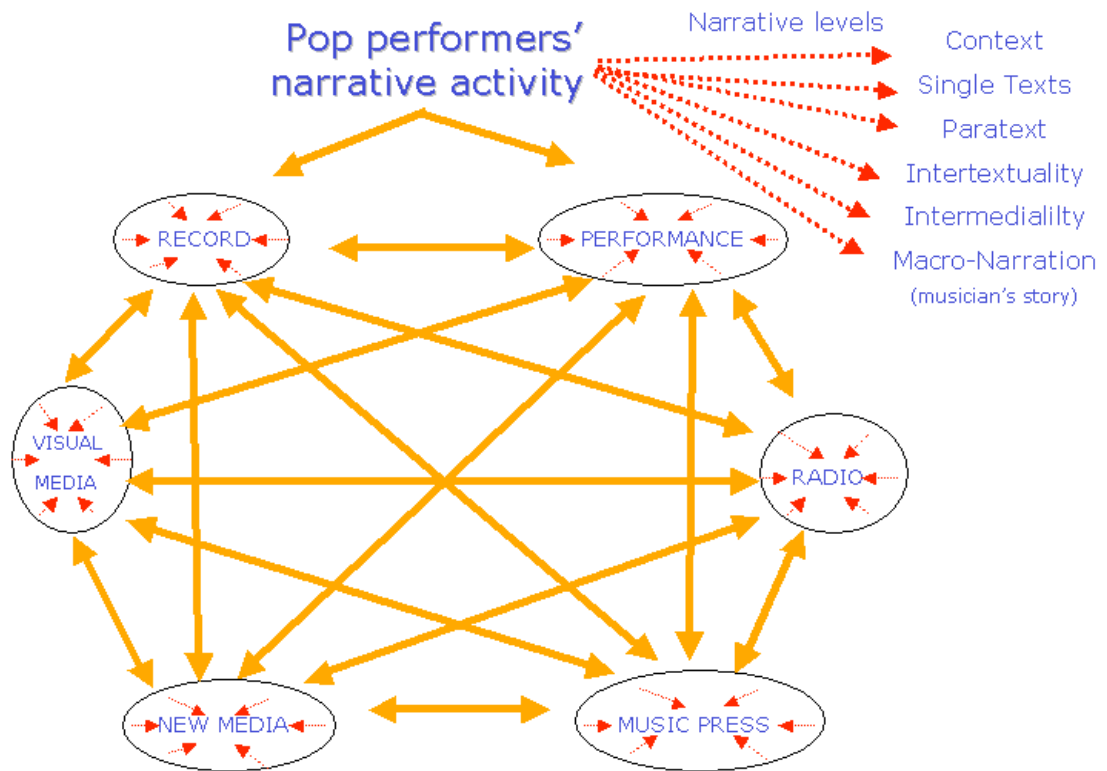 Pop performers’
narrative activity
Narrative levels
Context
Single Texts
Paratext
Intertextuality
Intermedialilty
Macro-Narration
(musician’s story)
RECORD
PERFORMANCE
VISUAL
MEDIA
RADIO
NEW MEDIA
MUSIC PRESS